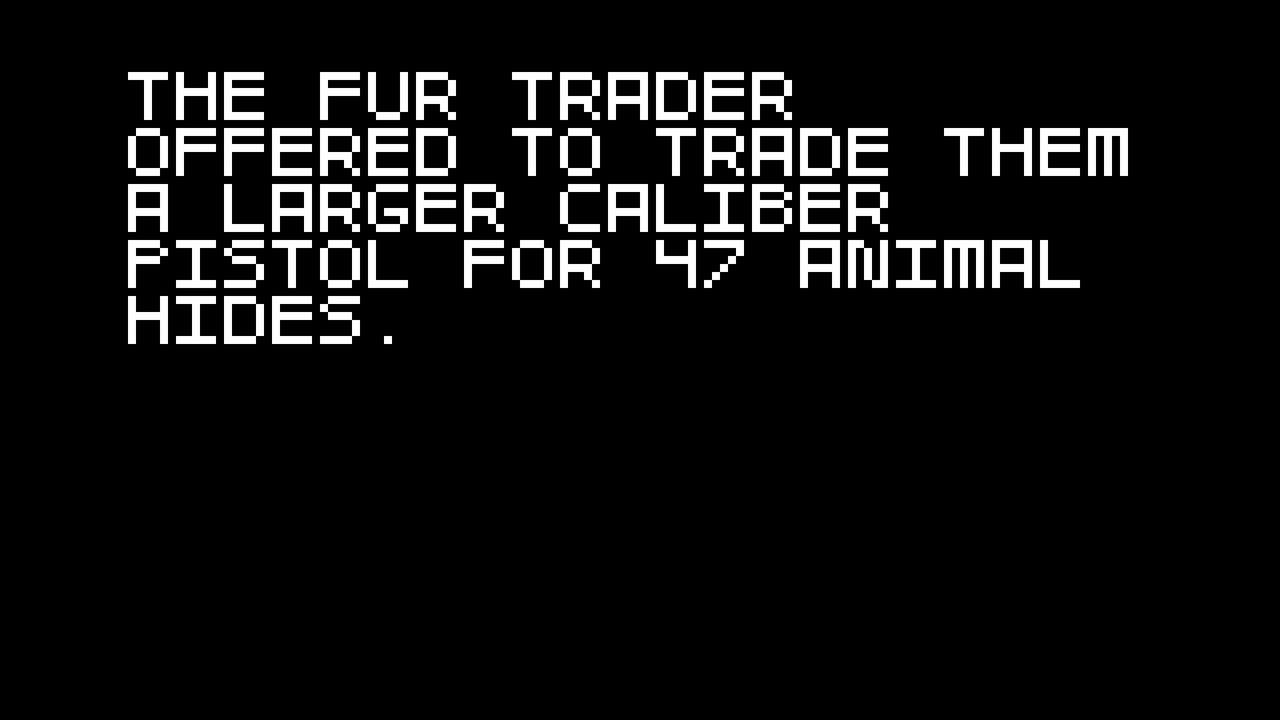 THE FUR TRADER
OFFERED TO TRADE THEM
A LARGER CALIBER
PISTOL FOR 47 ANIMAL
HIDES.